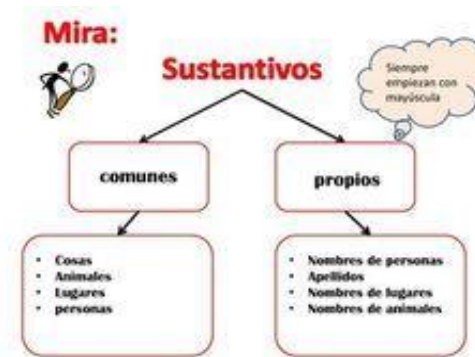 Mira:
Sustantivos
Siempre
empiezan con
mayúscula
comunes
propios
• Cosas
• Animales
• Lugares
• personas
• Nombres de personas
• Apellidos
• Nombres de lugares
• Nombres de animales